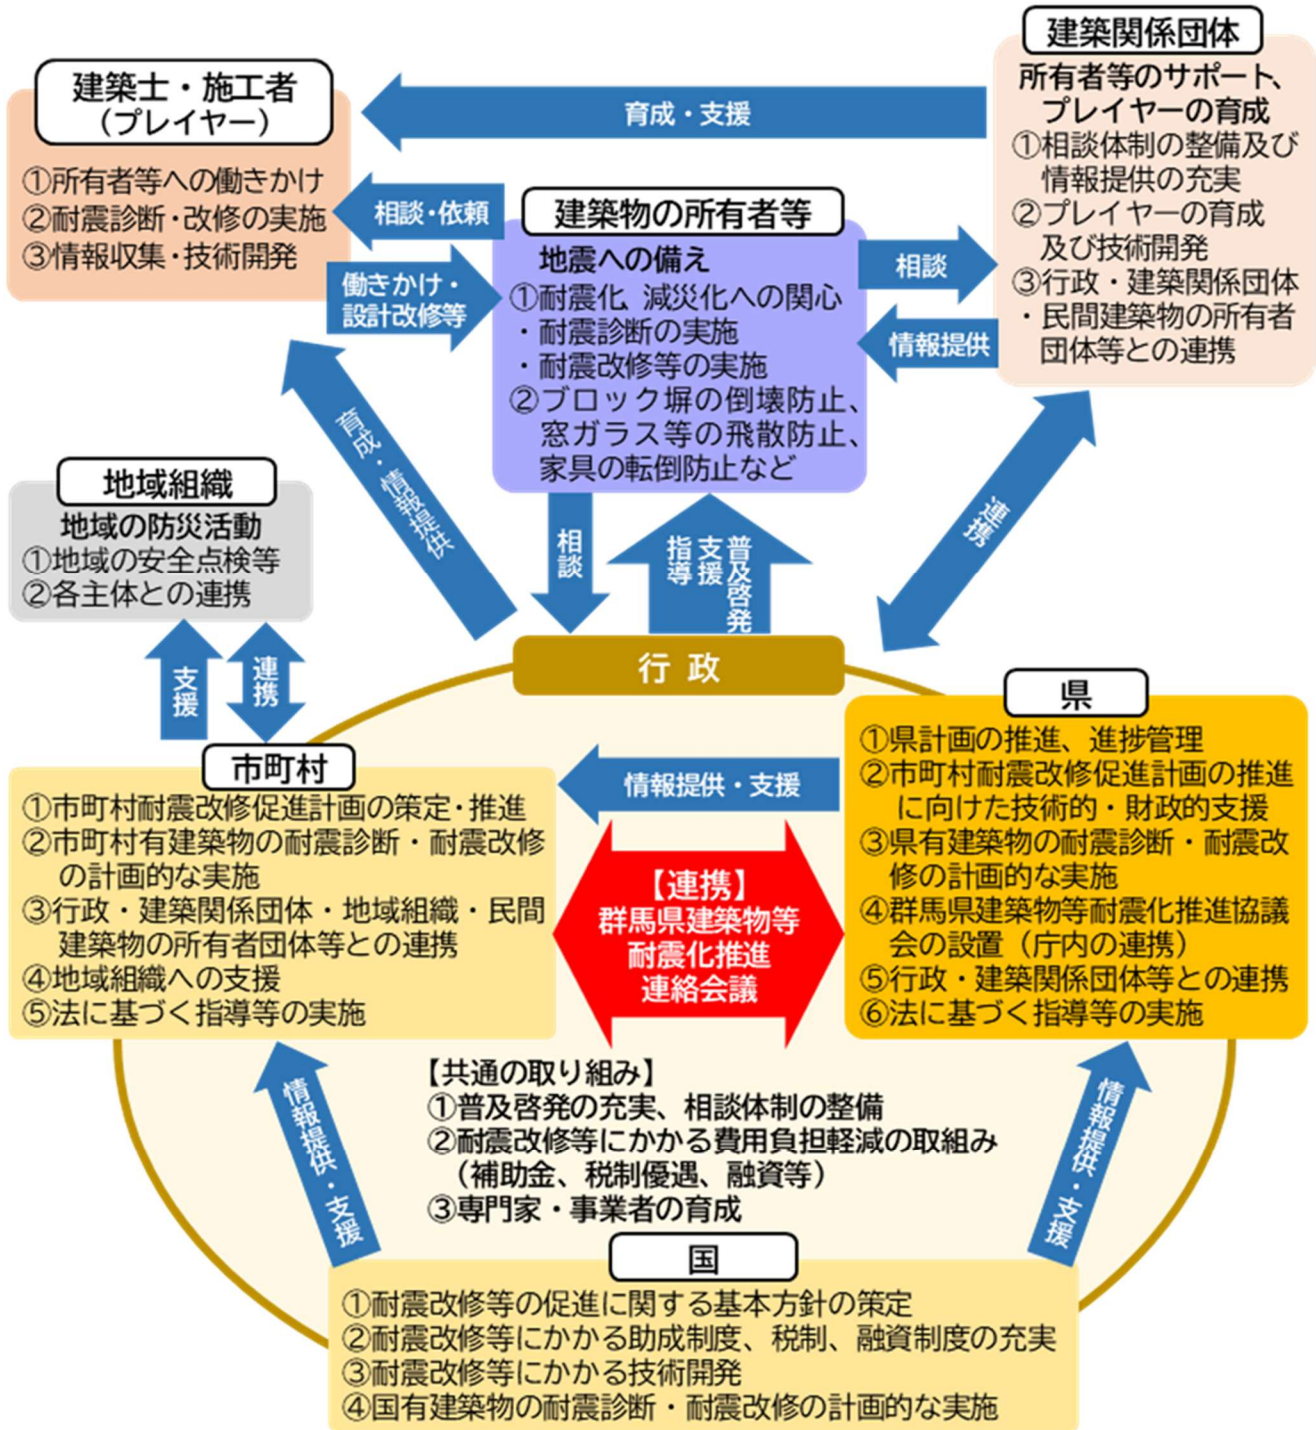 建築関係団体
所有者等のサポート、
プレイヤーの育成
①相談体制の整備及び
情報提供の充実
②プレイヤーの育成
及び技術開発
③行政・建築関係団体
・民間建築物の所有者
団体等との連携
建築士・施工者
（プレイヤー）
①所有者等への働きかけ
②耐震診断・改修の実施
③情報収集・技術開発
育成・支援
相談・依頼
働きかけ・
設計改修等
建築物の所有者等
地震への備え
①耐震化、減災化への関心
・耐震診断の実施
・耐震改修等の実施
②ブロック塀の倒壊防止、
窓ガラス等の飛散防止、
家具の転倒防止など
相談
情報提供
育成・情報提供
相談
普及啓発
支援
指導
連携
地域組織
地域の防災活動
①地域の安全点検等
②各主体との連携
支援
連携
行政
市町村
①市町村耐震改修促進計画の策定・推進
②市町村有建築物の耐震診断・耐震改修
の計画的な実施
③行政・建築関係団体・地域組織・民間
建築物の所有者団体等との連携
④地域組織への支援
⑤法に基づく指導等の実施
情報提供・支援
【連携】
群馬県建築物等
耐震化推進
連絡会議
県
①県計画の推進、進捗管理
②市町村耐震改修促進計画の推進
に向けた技術的・財政的支援
③県有建築物の耐震診断・耐震改
修の計画的な実施
④群馬県建築物等耐震化推進協議
会の設置（庁内の連携）
⑤行政・建築関係団体等との連携
⑥法に基づく指導等の実施
【共通の取り組み】
①普及啓発の充実、相談体制の整備
②耐震改修等にかかる費用負担軽減の取組み
（補助金、税制優遇、融資等）
③専門家・事業者の育成
情報提供・支援
情報提供・支援
国
①耐震改修等の促進に関する基本方針の策定
②耐震改修等にかかる助成制度、税制、融資制度の充実
③耐震改修等にかかる技術開発
④国有建築物の耐震診断・耐震改修の計画的な実施